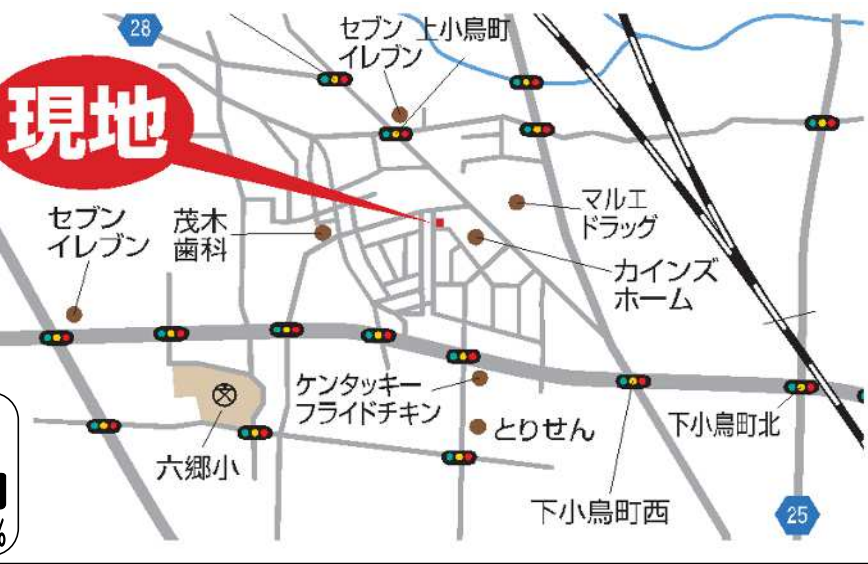 28
セブン
イレブン
上小鳥町
現地
セブン
イレブン
茂木
歯科
マルエ
ドラッグ
カインズ
ホーム
ケンタッキー
フライドチキン
とりせん
下小鳥町北
六郷小
下小鳥町西
25
%